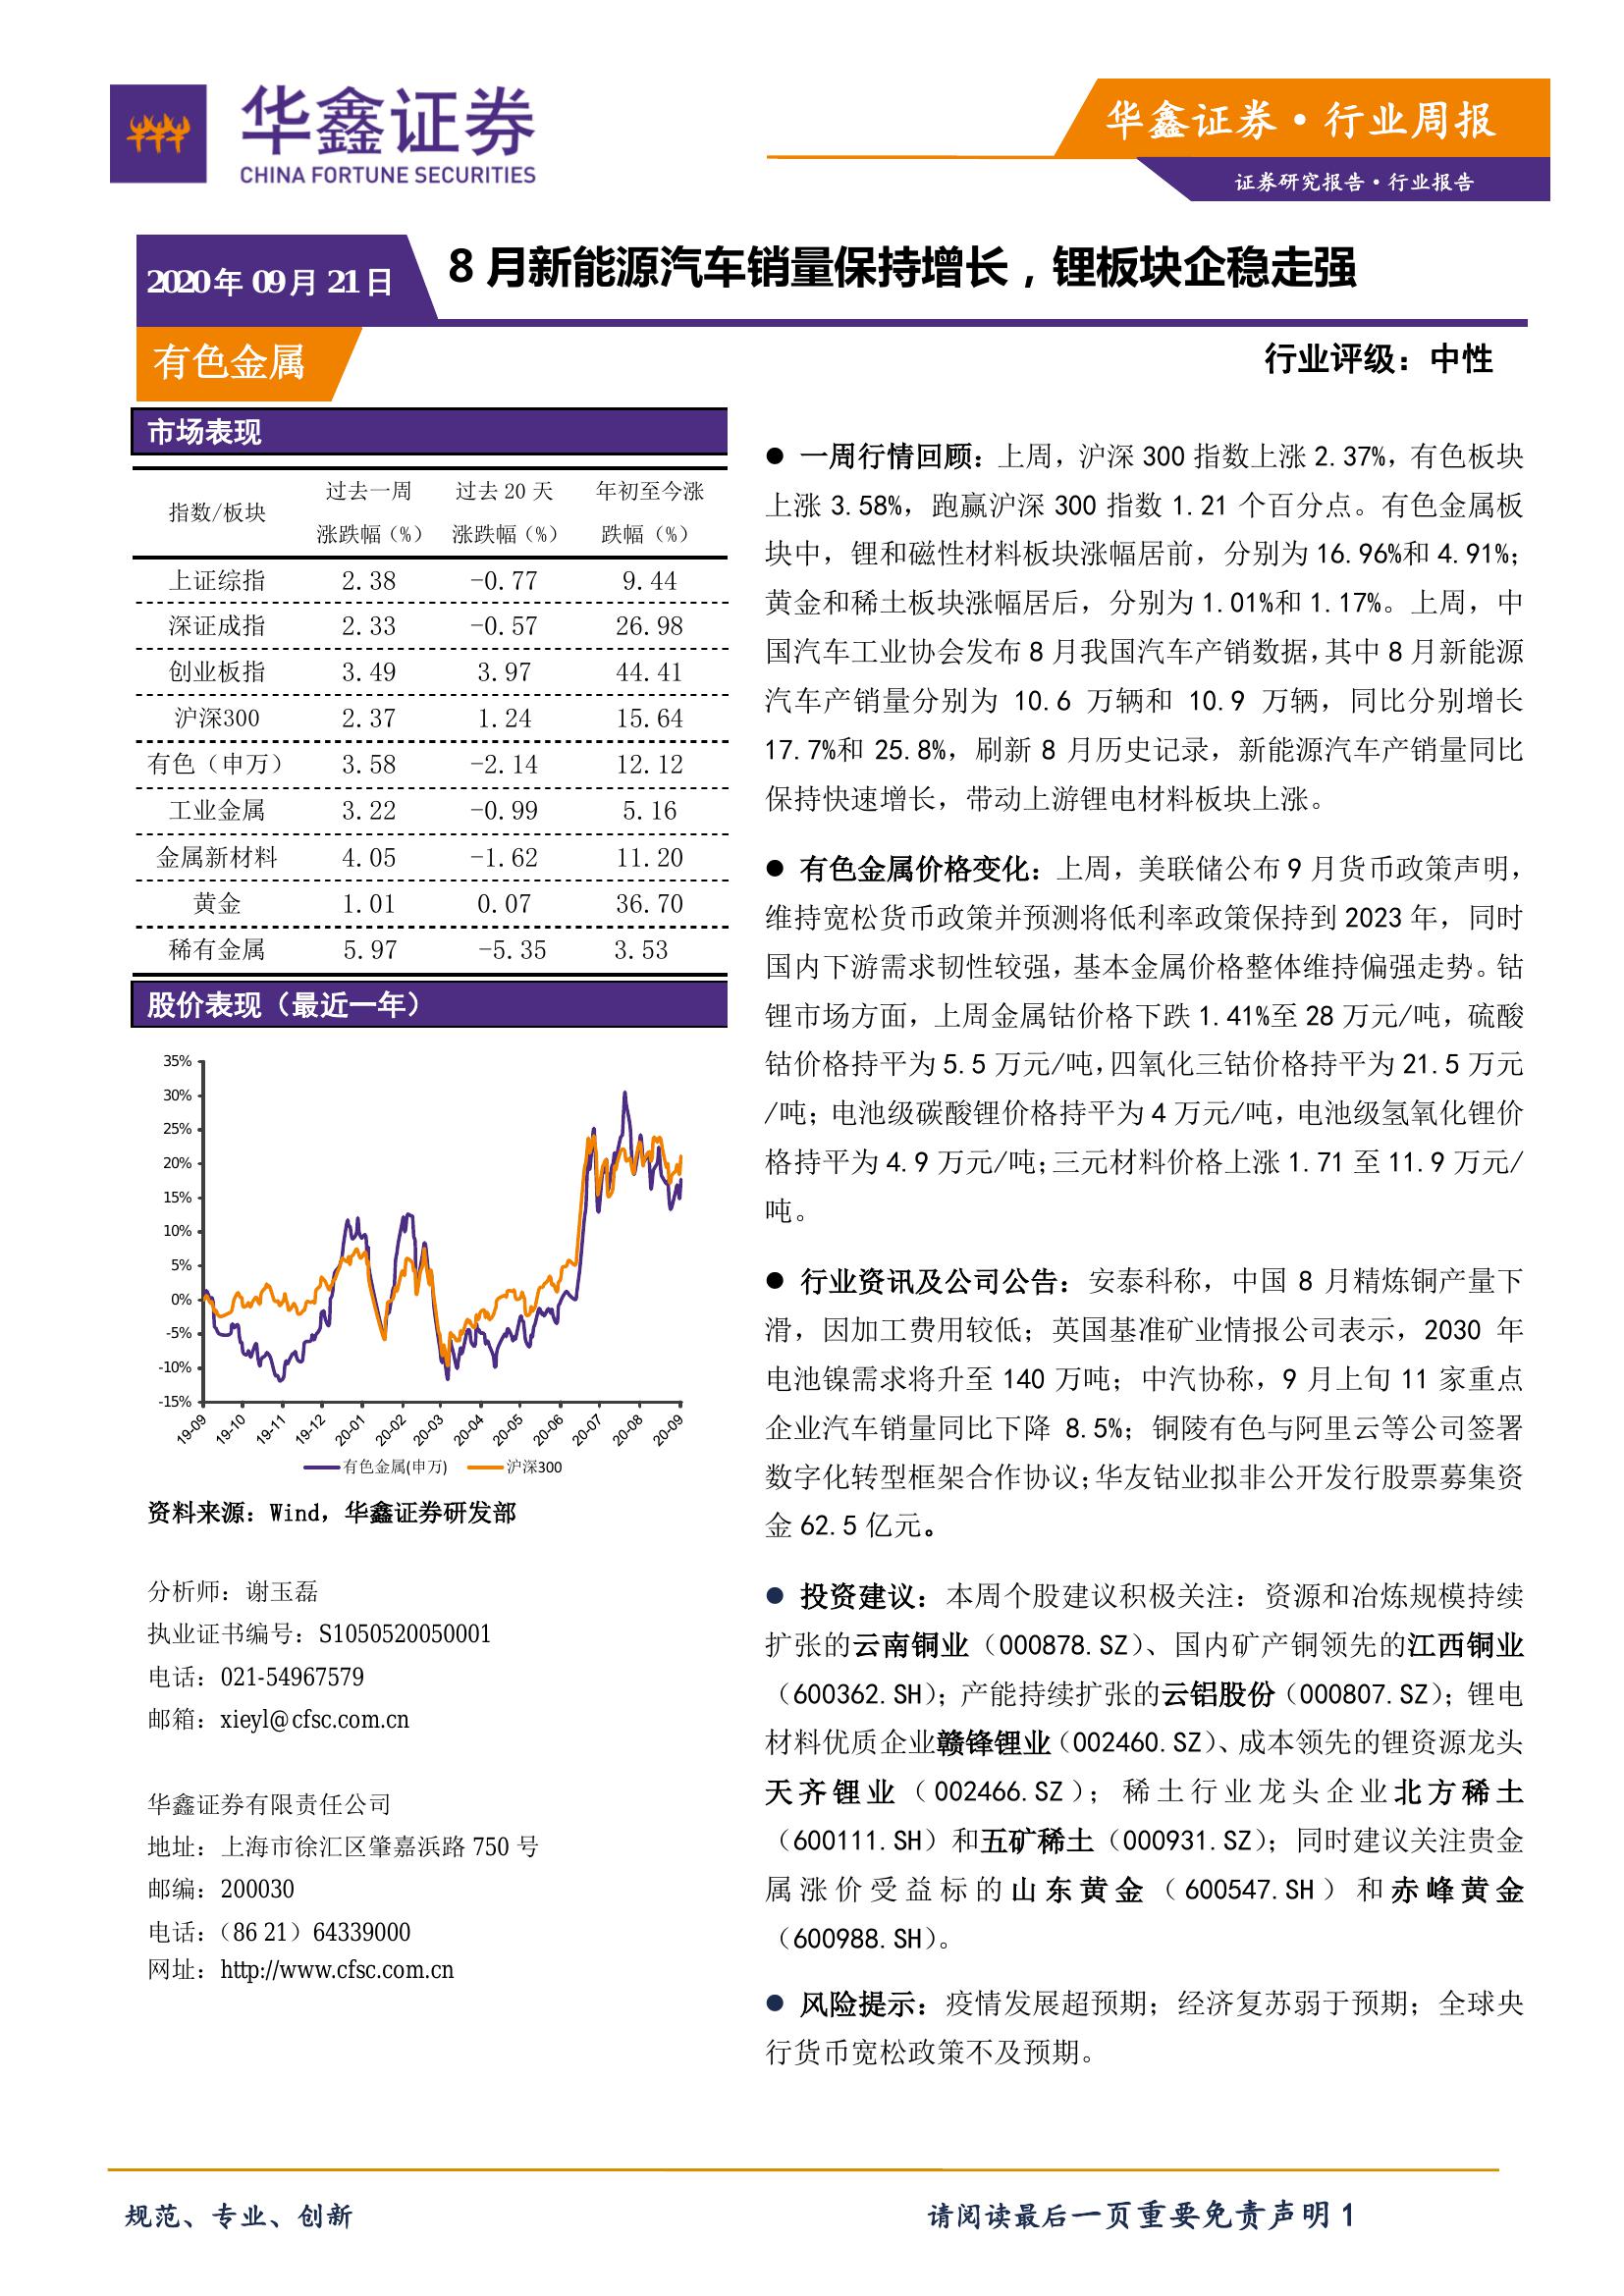 华鑫证券
CHINA FORTUNE SECURITIES
华鑫证券·行业周报
证券研究报告·行业报告
2020年 09月 21日
8 月新能源汽车销量保持增长，锂板块企稳走强
有色金属
行业评级：中性
市场表现
指数/板块 过去一周涨跌幅（%） 过去 20 天涨跌幅（%） 年初至今涨跌幅（%）
上证综指 2.38 -0.77 9.44
深证成指 2.33 -0.57 26.98
创业板指 3.49 3.97 44.41
沪深300 2.37 1.24 15.64
有色（申万） 3.58 -2.14 12.12
工业金属 3.22 -0.99 5.16
金属新材料 4.05 -1.62 11.20
黄金 1.01 0.07 36.70
稀有金属 5.97 -5.35 3.53
股价表现（最近一年）
35%
30%
25%
20%
15%
10%
5%
0%
-5%
-10%
-15%
19-09 19-10 19-11 19-12 20-01 20-02 20-03 20-04 20-05 20-06 20-07 20-08 20-09
有色金属(申万) 沪深300
资料来源：Wind，华鑫证券研发部
分析师：谢玉磊
执业证书编号：S1050520050001
电话：021-54967579
邮箱：xieyl@cfsc.com.cn
华鑫证券有限责任公司
地址：上海市徐汇区肇嘉浜路 750 号
邮编：200030
电话：（86 21）64339000
网址：http://www.cfsc.com.cn
● 一周行情回顾：上周，沪深 300 指数上涨 2.37%，有色板块
上涨 3.58%，跑赢沪深 300 指数 1.21 个百分点。有色金属板
块中，锂和磁性材料板块涨幅居前，分别为 16.96%和 4.91%；
黄金和稀土板块涨幅居后，分别为 1.01%和 1.17%。上周，中
国汽车工业协会发布 8 月我国汽车产销数据，其中 8 月新能源
汽车产销量分别为 10.6 万辆和 10.9 万辆，同比分别增长
17.7%和 25.8%，刷新 8 月历史记录，新能源汽车产销量同比
保持快速增长，带动上游锂电材料板块上涨。
● 有色金属价格变化：上周，美联储公布 9 月货币政策声明，
维持宽松货币政策并预测将低利率政策保持到 2023 年，同时
国内下游需求韧性较强，基本金属价格整体维持偏强走势。钴
锂市场方面，上周金属钴价格下跌 1.41%至 28 万元/吨，硫酸
钴价格持平为 5.5 万元/吨，四氧化三钴价格持平为 21.5 万元
/吨；电池级碳酸锂价格持平为 4 万元/吨，电池级氢氧化锂价
格持平为 4.9 万元/吨；三元材料价格上涨 1.71 至 11.9 万元/
吨。
● 行业资讯及公司公告：安泰科称，中国 8 月精炼铜产量下
滑，因加工费用较低；英国基准矿业情报公司表示，2030 年
电池镍需求将升至 140 万吨；中汽协称，9 月上旬 11 家重点
企业汽车销量同比下降 8.5%；铜陵有色与阿里云等公司签署
数字化转型框架合作协议；华友钴业拟非公开发行股票募集资
金 62.5 亿元。
● 投资建议：本周个股建议积极关注：资源和冶炼规模持续
扩张的云南铜业（000878.SZ）、国内矿产铜领先的江西铜业
（600362.SH）；产能持续扩张的云铝股份（000807.SZ）；锂电
材料优质企业赣锋锂业（002460.SZ）、成本领先的锂资源龙头
天齐锂业（002466.SZ）；稀土行业龙头企业北方稀土
（600111.SH）和五矿稀土（000931.SZ）；同时建议关注贵金
属涨价受益标的山东黄金（600547.SH）和赤峰黄金
（600988.SH）。
● 风险提示：疫情发展超预期；经济复苏弱于预期；全球央
行货币宽松政策不及预期。
规范、专业、创新
请阅读最后一页重要免责声明 1